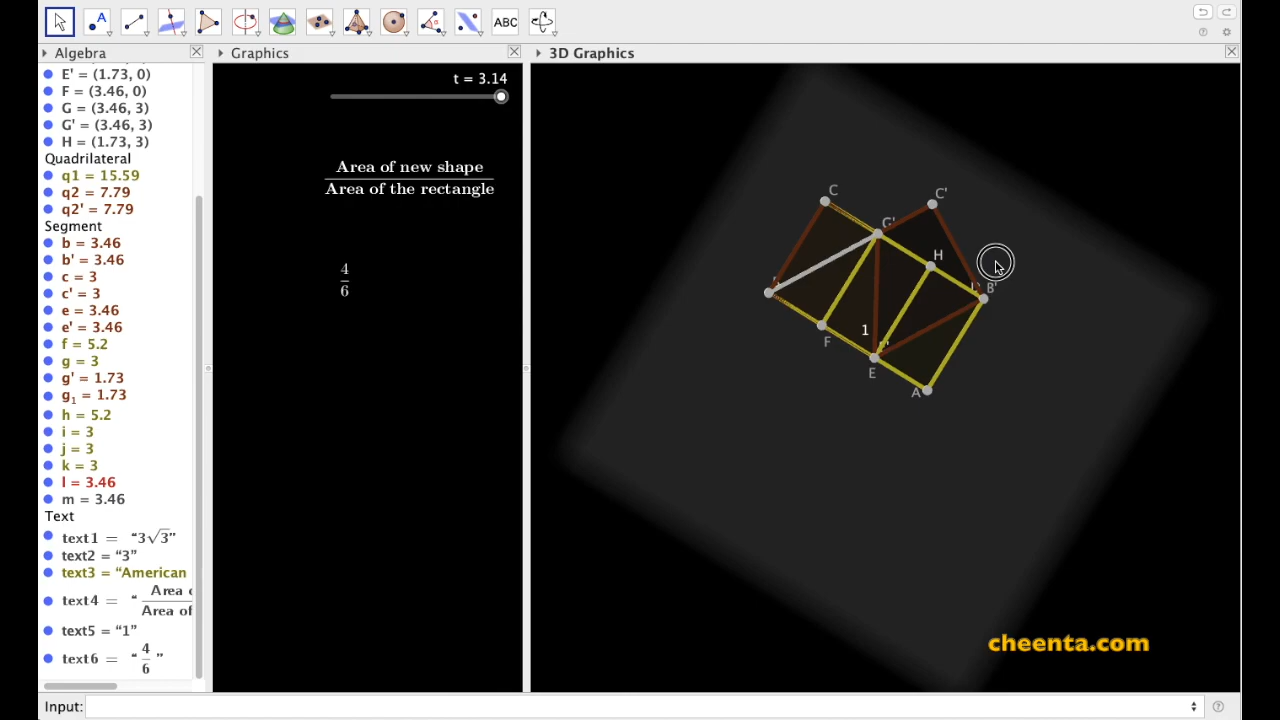 ABC
Algebra
Graphics
3D Graphics
E' = (1.73, 0)
F = (3.46, 0)
G = (3.46, 3)
G' = (3.46, 3)
H = (1.73, 3)
Quadrilateral
q1 = 15.59
q2 = 7.79
q2' = 7.79
Segment
b = 3.46
b' = 3.46
c = 3
c' = 3
e = 3.46
e' = 3.46
f = 5.2
g = 3
g' = 1.73
g₁ = 1.73
h = 5.2
i = 3
j = 3
k = 3
l = 3.46
m = 3.46
Text
text1 = “3√3”
text2 = “3”
text3 = “American
text4 = “ Area
Area of
text5 = “1”
text6 = “ 4/6 ”
t = 3.14
Area of new shape
Area of the rectangle
4
6
C
C'
G'
H
B'
1
F
E
A
cheenta.com
Input: